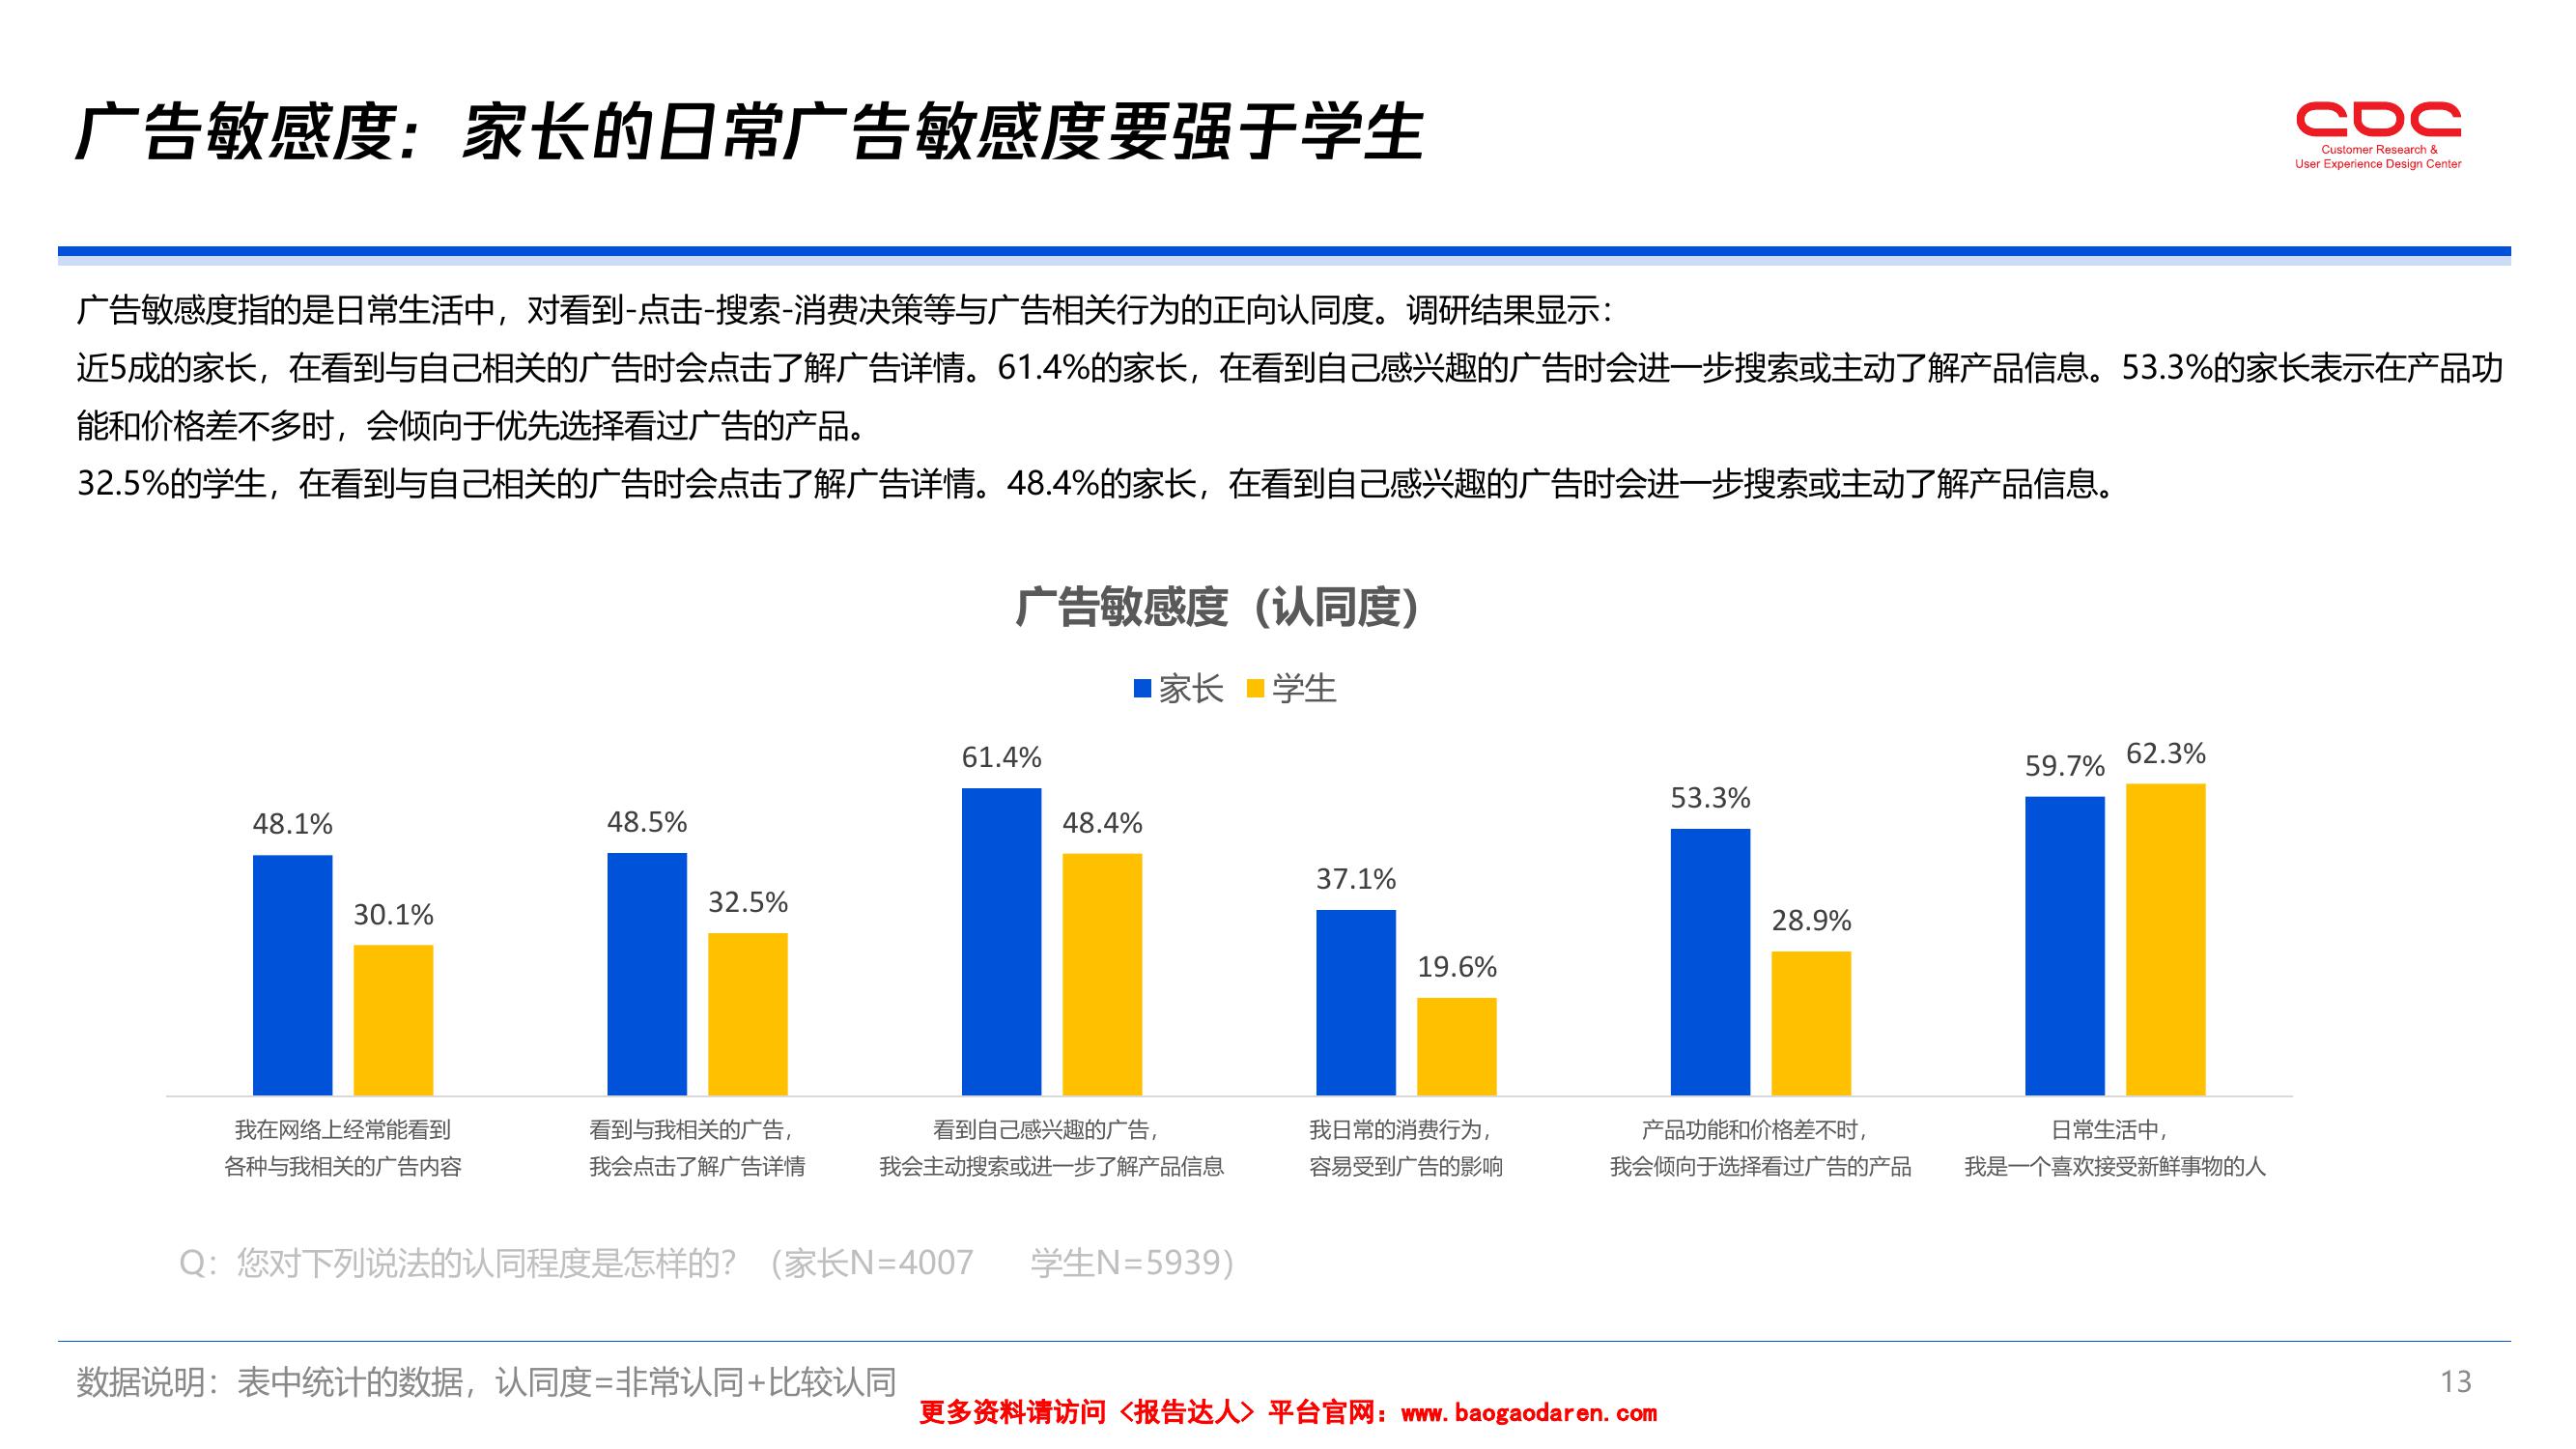 广告敏感度：家长的日常广告敏感度要强于学生
CDC
Customer Research &
User Experience Design Center
广告敏感度指的是日常生活中，对看到-点击-搜索-消费决策等与广告相关行为的正向认同度。调研结果显示：
近5成的家长，在看到与自己相关的广告时会点击了解广告详情。61.4%的家长，在看到自己感兴趣的广告时会进一步搜索或主动了解产品信息。53.3%的家长表示在产品功
能和价格差不多时，会倾向于优先选择看过广告的产品。
32.5%的学生，在看到与自己相关的广告时会点击了解广告详情。48.4%的家长，在看到自己感兴趣的广告时会进一步搜索或主动了解产品信息。
广告敏感度（认同度）
家长 学生
48.1% 30.1% 48.5% 32.5% 61.4% 48.4% 37.1% 19.6% 53.3% 28.9% 59.7% 62.3%
我在网络上经常能看到
各种与我相关的广告内容
看到与我相关的广告，
我会点击了解广告详情
看到自己感兴趣的广告，
我会主动搜索或进一步了解产品信息
我日常的消费行为，
容易受到广告的影响
产品功能和价格差不时，
我会倾向于选择看过广告的产品
日常生活中，
我是一个喜欢接受新鲜事物的人
Q：您对下列说法的认同程度是怎样的？（家长N=4007 学生N=5939）
数据说明：表中统计的数据，认同度=非常认同+比较认同
13
更多资料请访问〈报告达人〉平台官网：www.baogaodaren.com